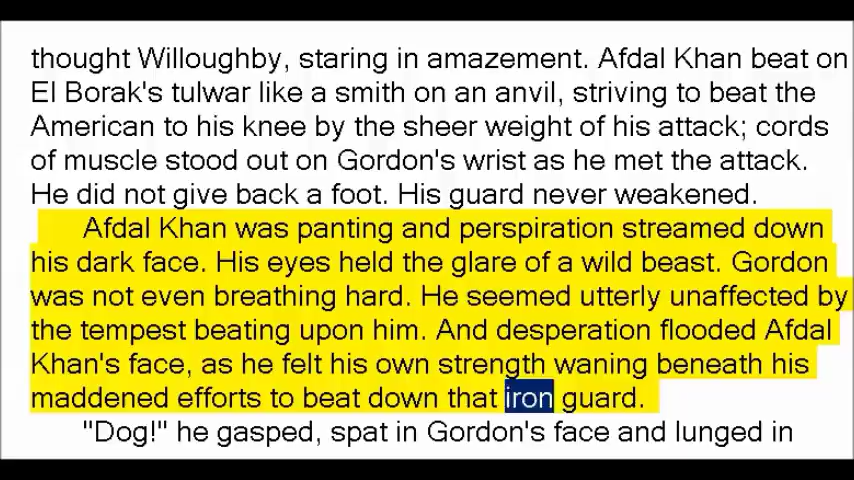 thought Willoughby, staring in amazement. Afdal Khan beat on
El Borak's tulwar like a smith on an anvil, striving to beat the
American to his knee by the sheer weight of his attack; cords
of muscle stood out on Gordon's wrist as he met the attack.
He did not give back a foot. His guard never weakened.
Afdal Khan was panting and perspiration streamed down
his dark face. His eyes held the glare of a wild beast. Gordon
was not even breathing hard. He seemed utterly unaffected by
the tempest beating upon him. And desperation flooded Afdal
Khan's face, as he felt his own strength waning beneath his
maddened efforts to beat down that iron guard.
"Dog!" he gasped, spat in Gordon's face and lunged in